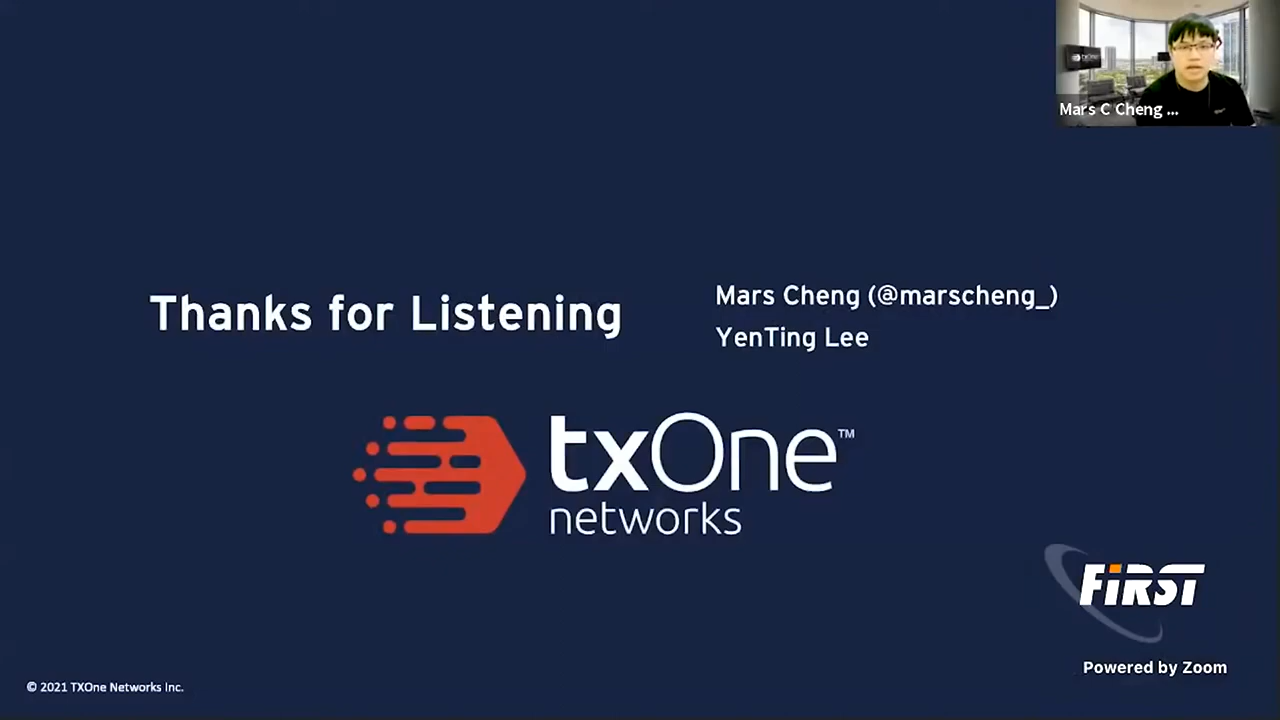 txOne
Mars C Cheng ...
Thanks for Listening
Mars Cheng (@marscheng_)
YenTing Lee
txOne™
networks
FiRST
Powered by Zoom
© 2021 TXOne Networks Inc.